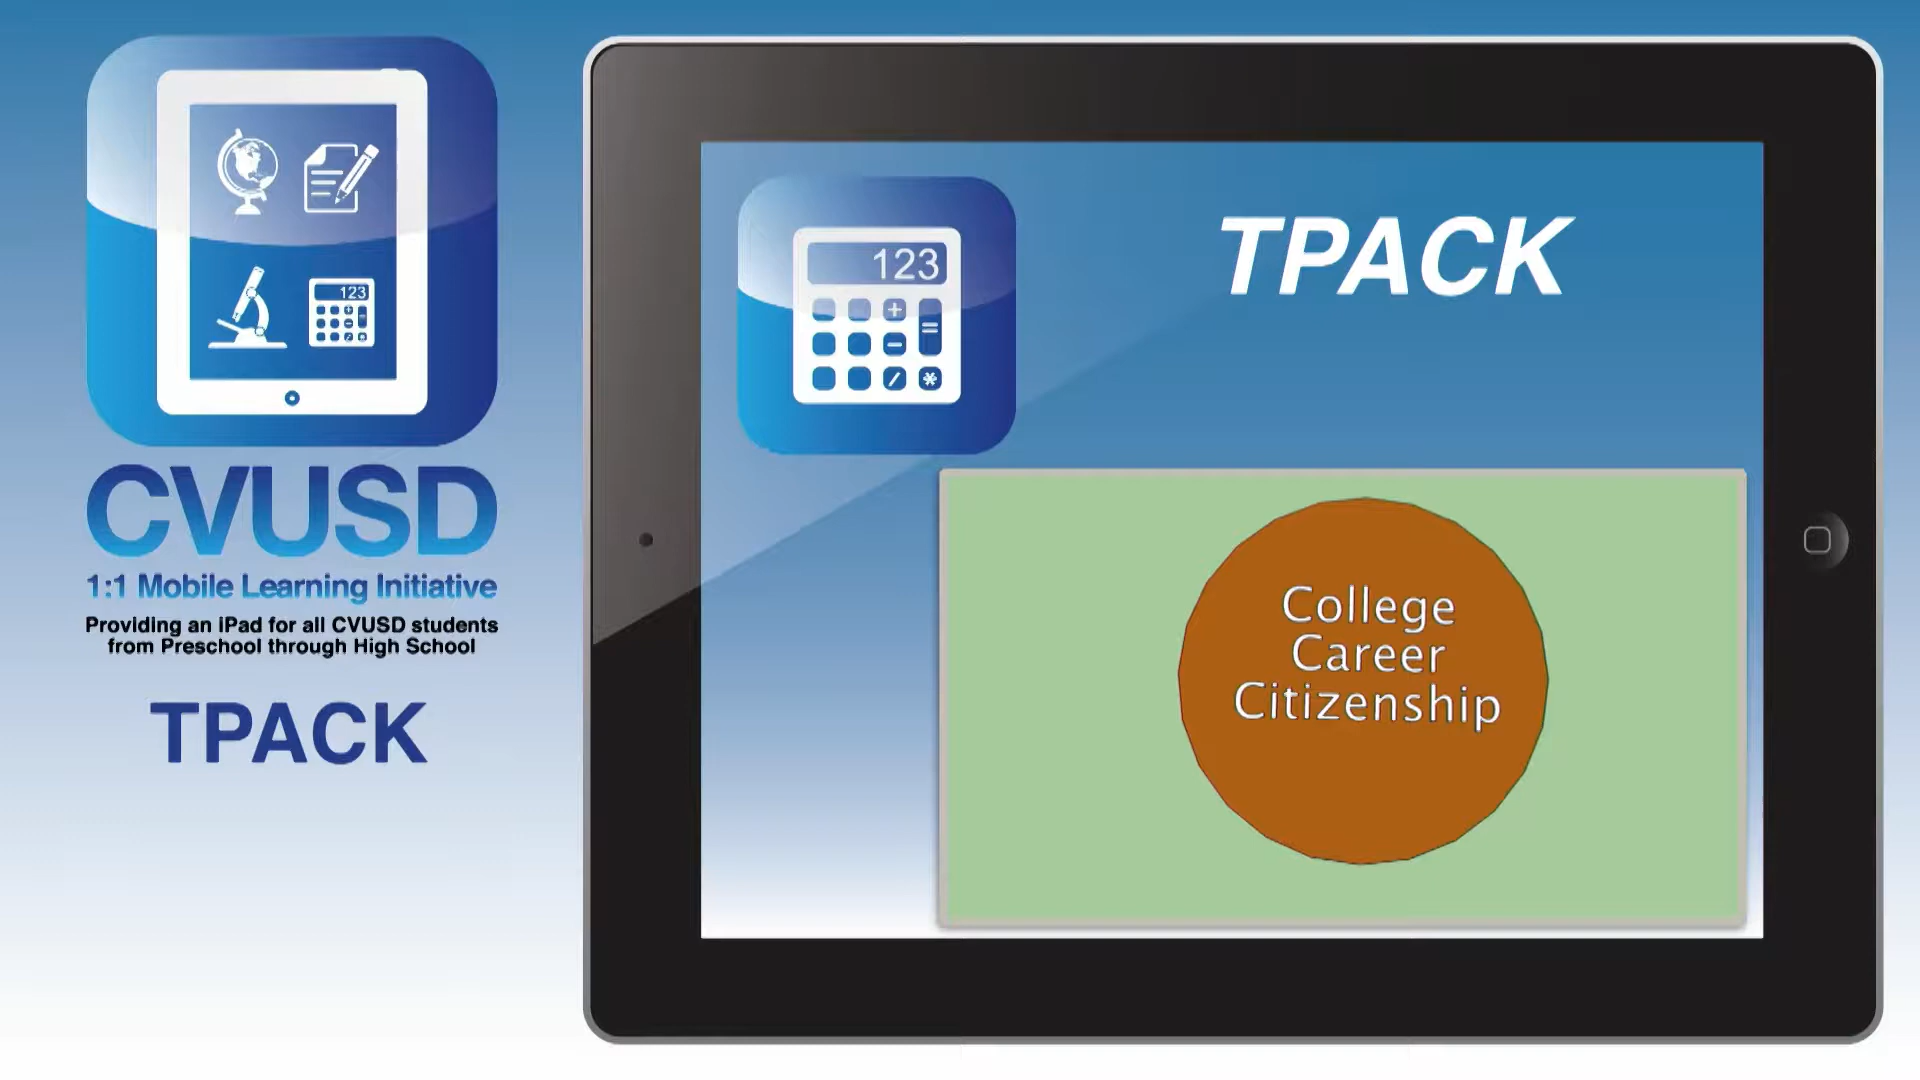 123
CVUSD
1:1 Mobile Learning Initiative
Providing an iPad for all CVUSD students
from Preschool through High School
TPACK
123
TPACK
College
Career
Citizenship